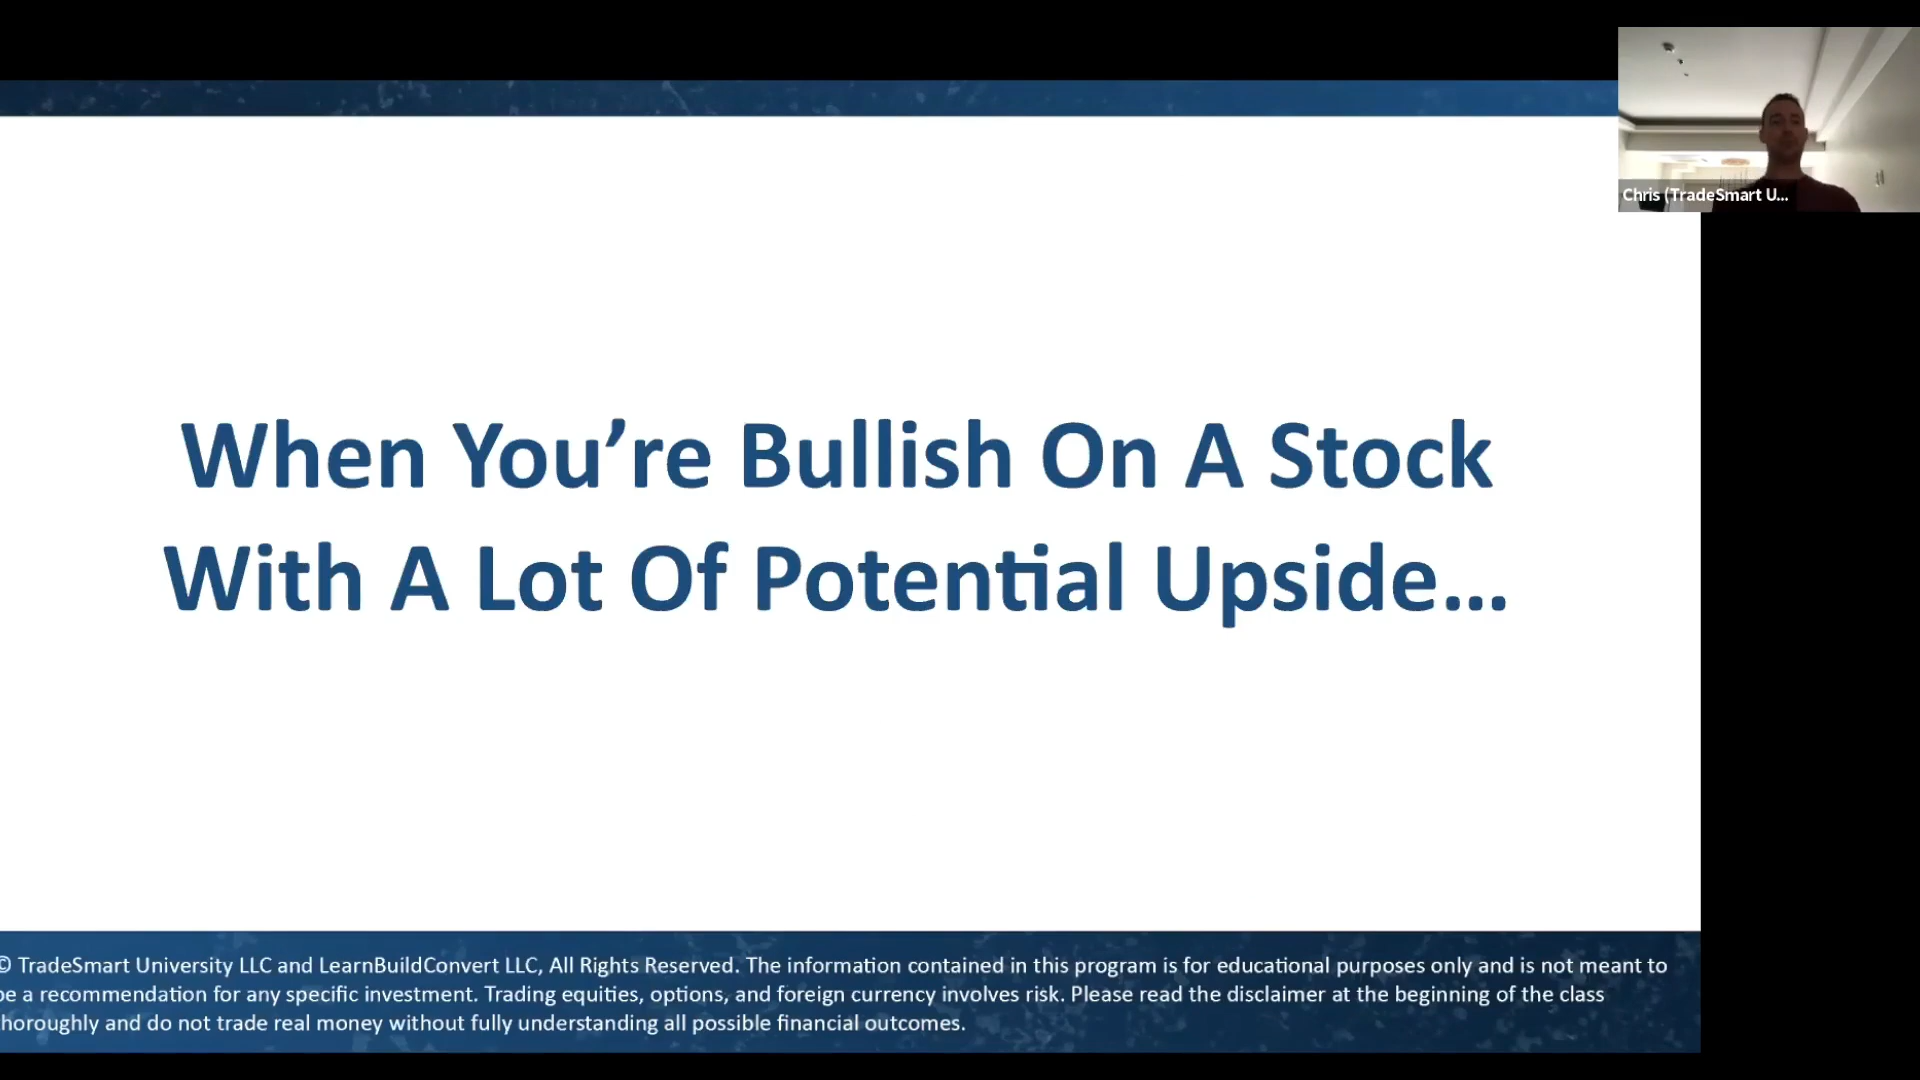 Chris (TradeSmart U...
When You’re Bullish On A Stock
With A Lot Of Potential Upside...
© TradeSmart University LLC and LearnBuildConvert LLC, All Rights Reserved. The information contained in this program is for educational purposes only and is not meant to
be a recommendation for any specific investment. Trading equities, options, and foreign currency involves risk. Please read the disclaimer at the beginning of the class
horoughly and do not trade real money without fully understanding all possible financial outcomes.